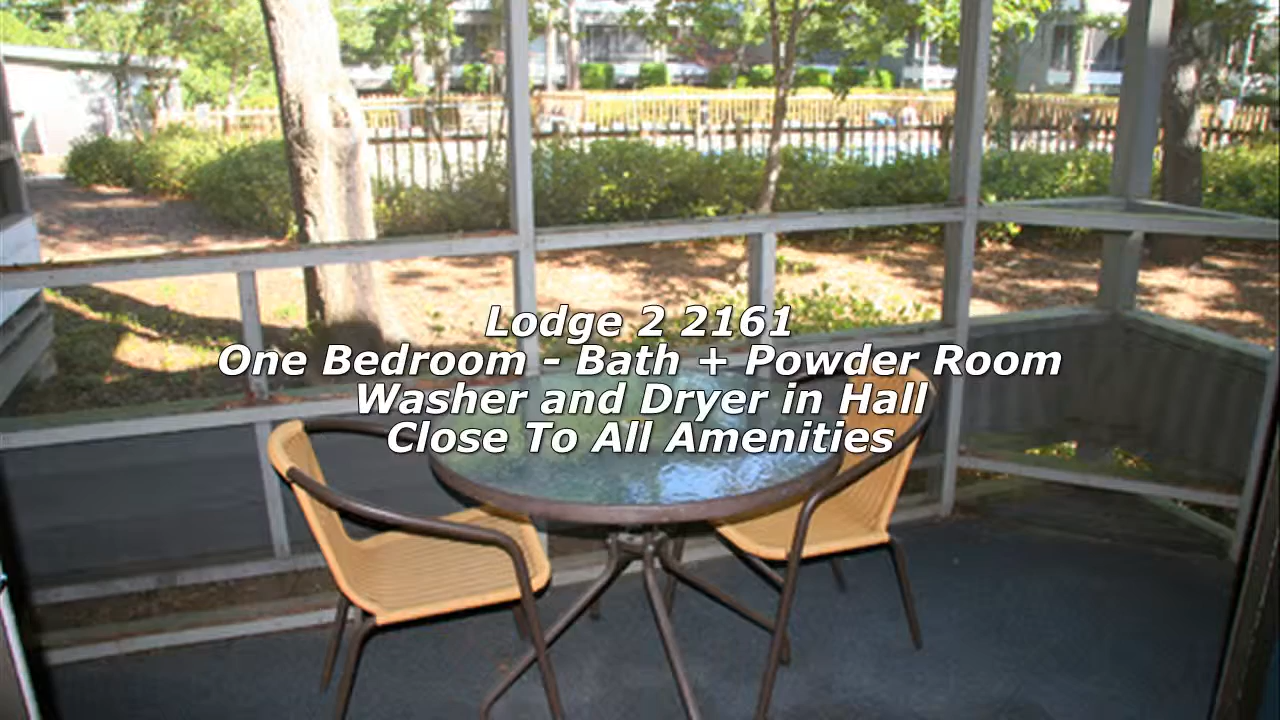 Lodge 2 2161
One Bedroom - Bath + Powder Room
Washer and Dryer in Hall
Close To All Amenities